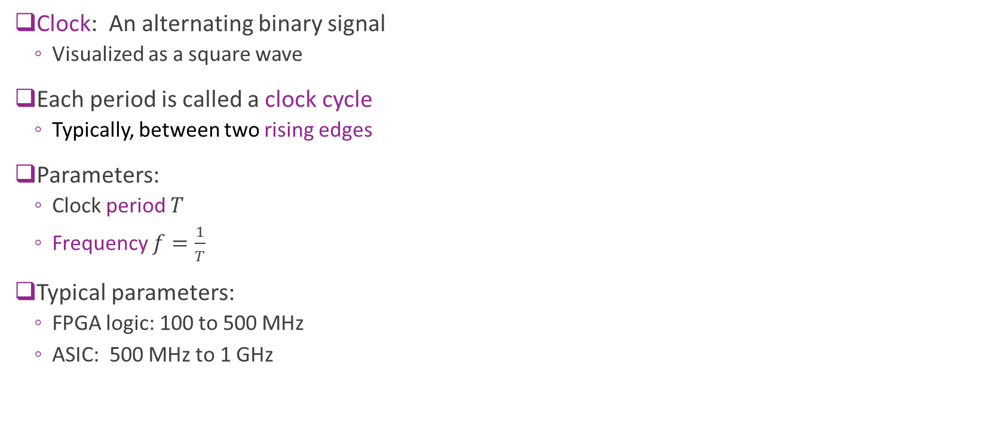 ❑Clock: An alternating binary signal
◦ Visualized as a square wave
❑Each period is called a clock cycle
◦ Typically, between two rising edges
❑Parameters:
◦ Clock period T
◦ Frequency f = 1/T
❑Typical parameters:
◦ FPGA logic: 100 to 500 MHz
◦ ASIC: 500 MHz to 1 GHz